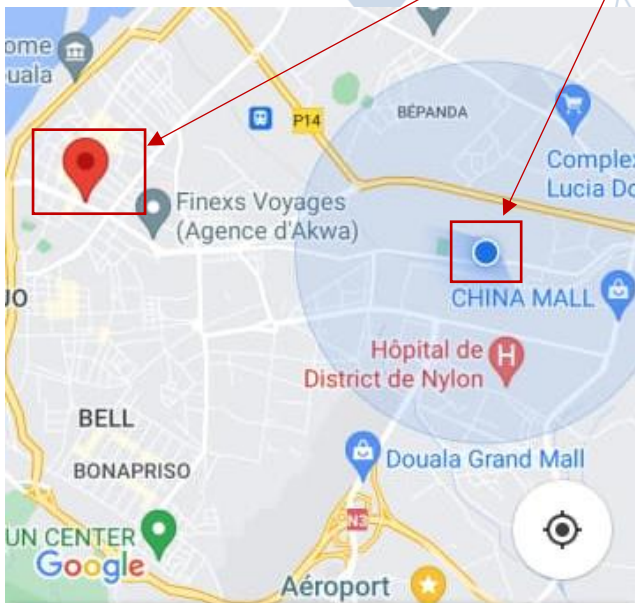 ome
uala
P14
BÉPANDA
Complex
Lucia Do
Finexs Voyages
(Agence d'Akwa)
JO
CHINA MALL
Hôpital de
H
District de Nylon
BELL
Douala Grand Mall
BONAPRISO
N3
UN CENTER
Google
Aéroport